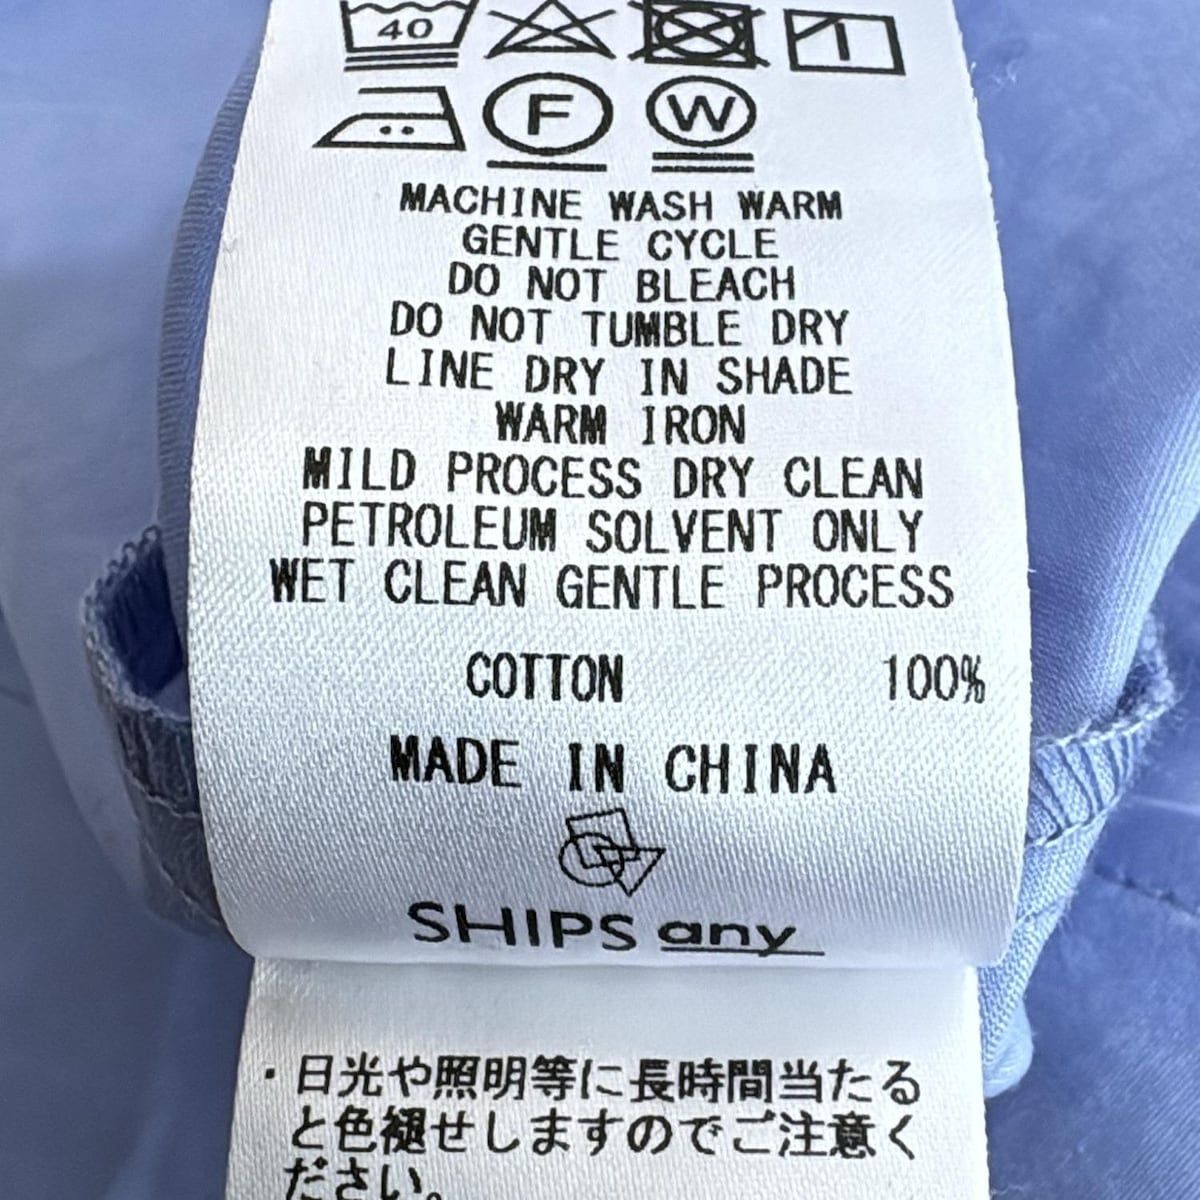 40
F W
MACHINE WASH WARM
GENTLE CYCLE
DO NOT BLEACH
DO NOT TUMBLE DRY
LINE DRY IN SHADE
WARM IRON
MILD PROCESS DRY CLEAN
PETROLEUM SOLVENT ONLY
WET CLEAN GENTLE PROCESS
COTTON 100%
MADE IN CHINA
SHIPS any
・日光や照明等に長時間当たる
と色褪せしますのでご注意く
ださい。